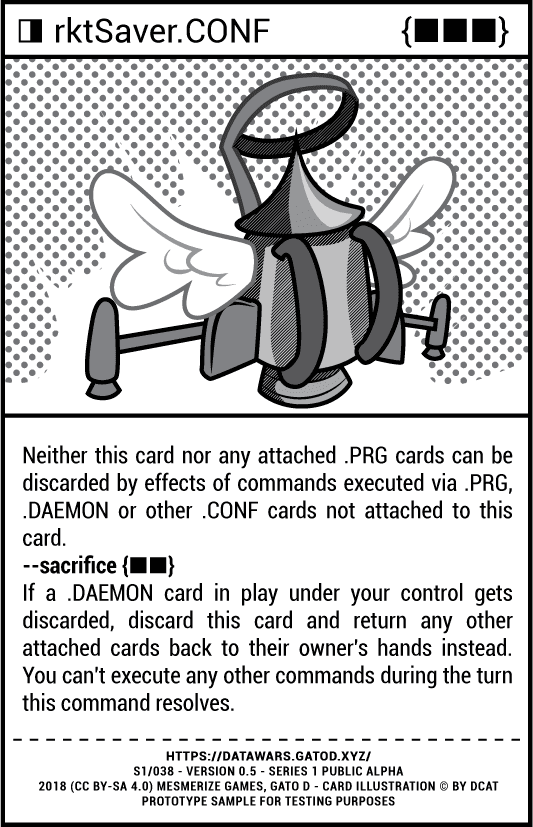 rktSaver.CONF {■■■}
Neither this card nor any attached .PRG cards can be
discarded by effects of commands executed via .PRG,
.DAEMON or other .CONF cards not attached to this
card.
--sacrifice {■■}
If a .DAEMON card in play under your control gets
discarded, discard this card and return any other
attached cards back to their owner's hands instead.
You can't execute any other commands during the turn
this command resolves.
HTTPS://DATAWARS.GATOD.XYZ/
S1/038 - VERSION 0.5 - SERIES 1 PUBLIC ALPHA
2018 (CC BY-SA 4.0) MESMERIZE GAMES, GATO D - CARD ILLUSTRATION © BY DCAT
PROTOTYPE SAMPLE FOR TESTING PURPOSES